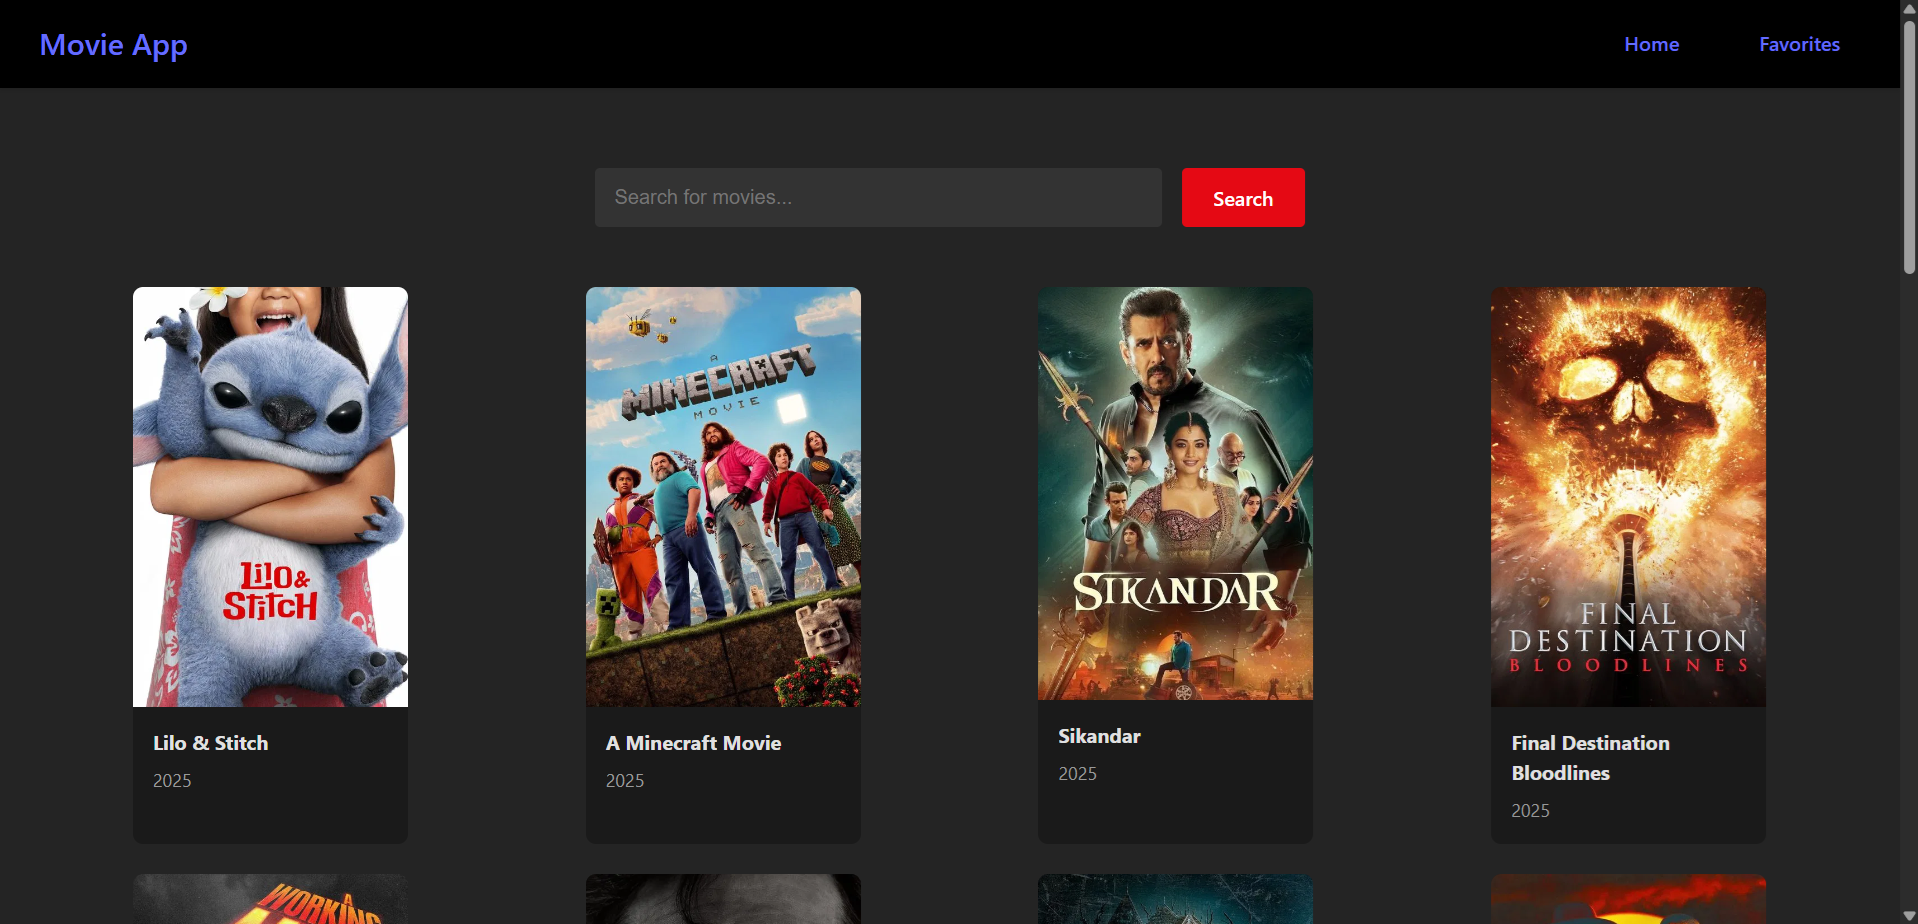 Movie App
Home
Favorites
Search for movies...
Search
LiLO &
STiTCH
A
MINECRAFT
MOVIE
SIKANDAR
FINAL
DESTINATION
BLOODLINES
Lilo & Stitch
2025
A Minecraft Movie
2025
Sikandar
2025
Final Destination
Bloodlines
2025
A
WORKING